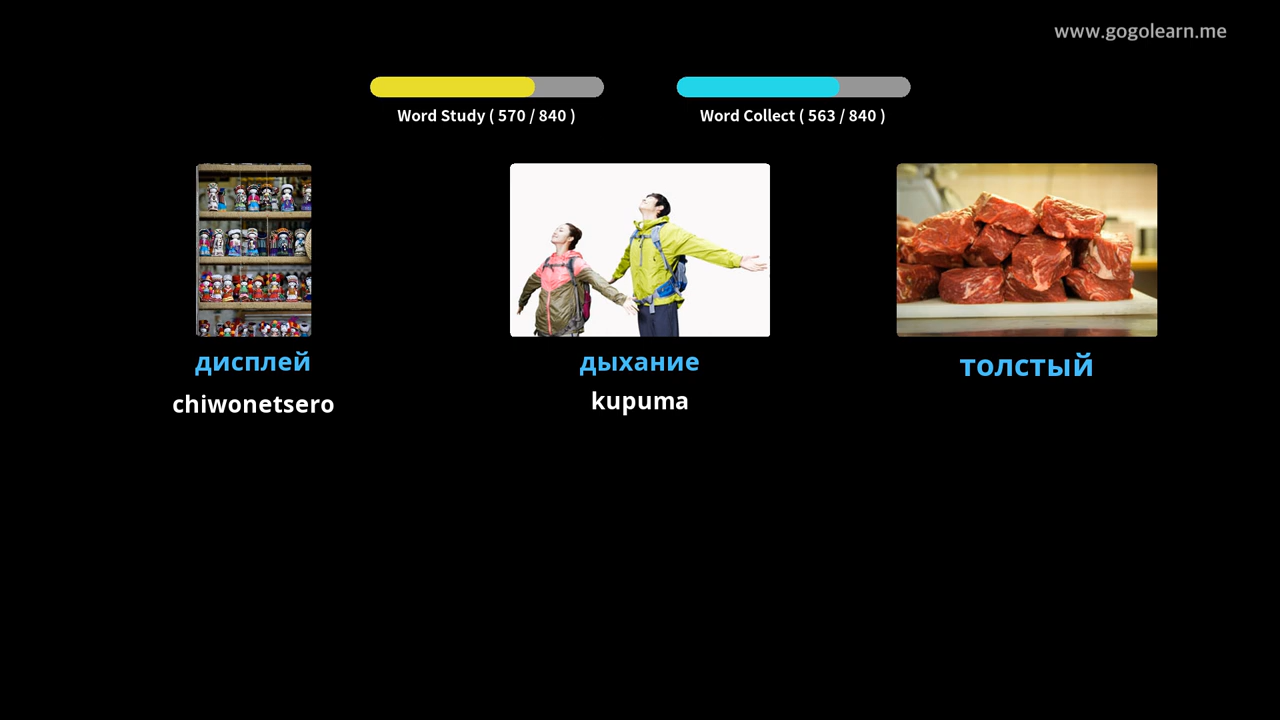 www.gogolearn.me
Word Study ( 570 / 840 )
Word Collect ( 563 / 840 )
дисплей
дыхание
толстый
chiwonetsero
kupuma